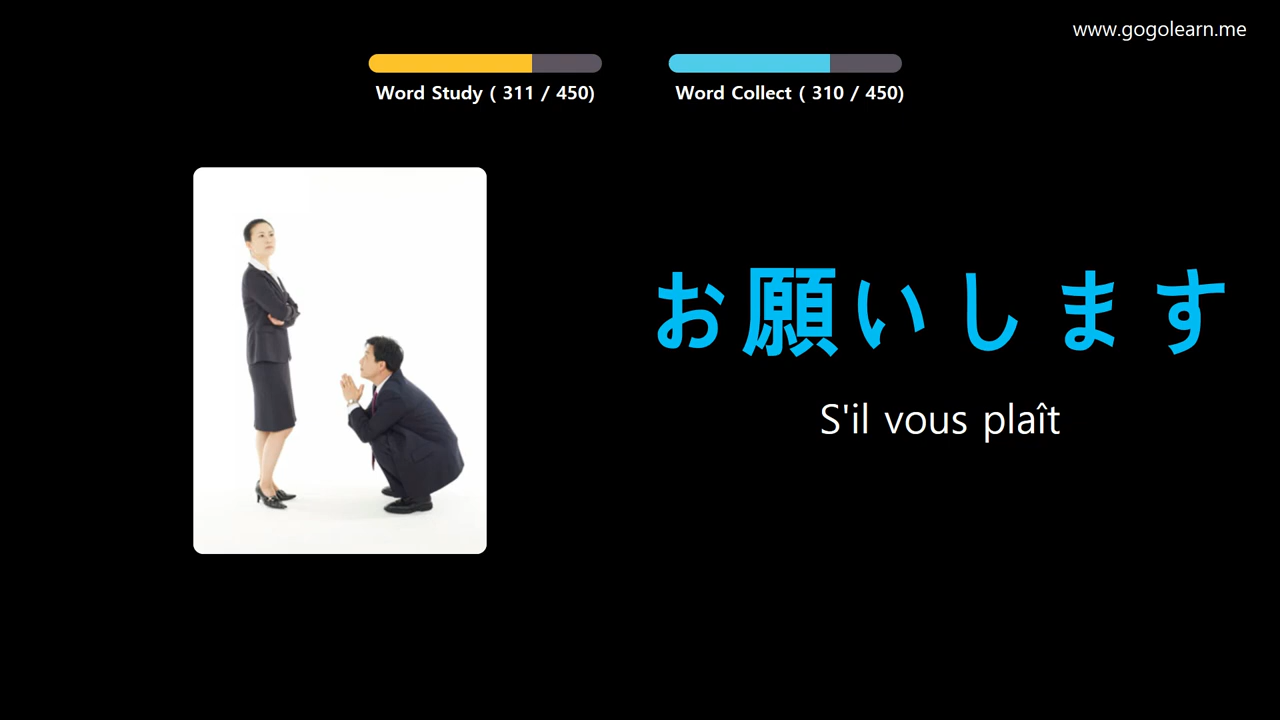 www.gogolearn.me
Word Study ( 311 / 450)
Word Collect ( 310 / 450)
お願いします
S'il vous plaît